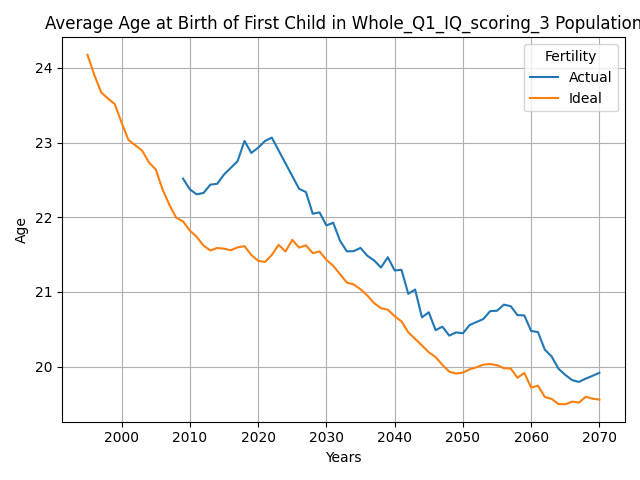 Average Age at Birth of First Child in Whole_Q1_IQ_scoring_3 Population
Fertility
Actual
Ideal
24
23
22
21
20
Age
2000
2010
2020
2030
2040
2050
2060
2070
Years